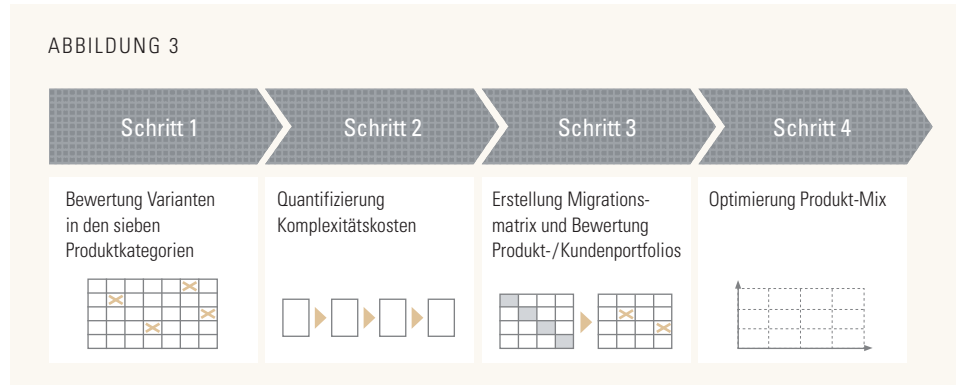 ABBILDUNG 3
Schritt 1
Schritt 2
Schritt 3
Schritt 4
Bewertung Varianten
in den sieben
Produktkategorien
Quantifizierung
Komplexitätskosten
Erstellung Migrations-
matrix und Bewertung
Produkt-/Kundenportfolios
Optimierung Produkt-Mix